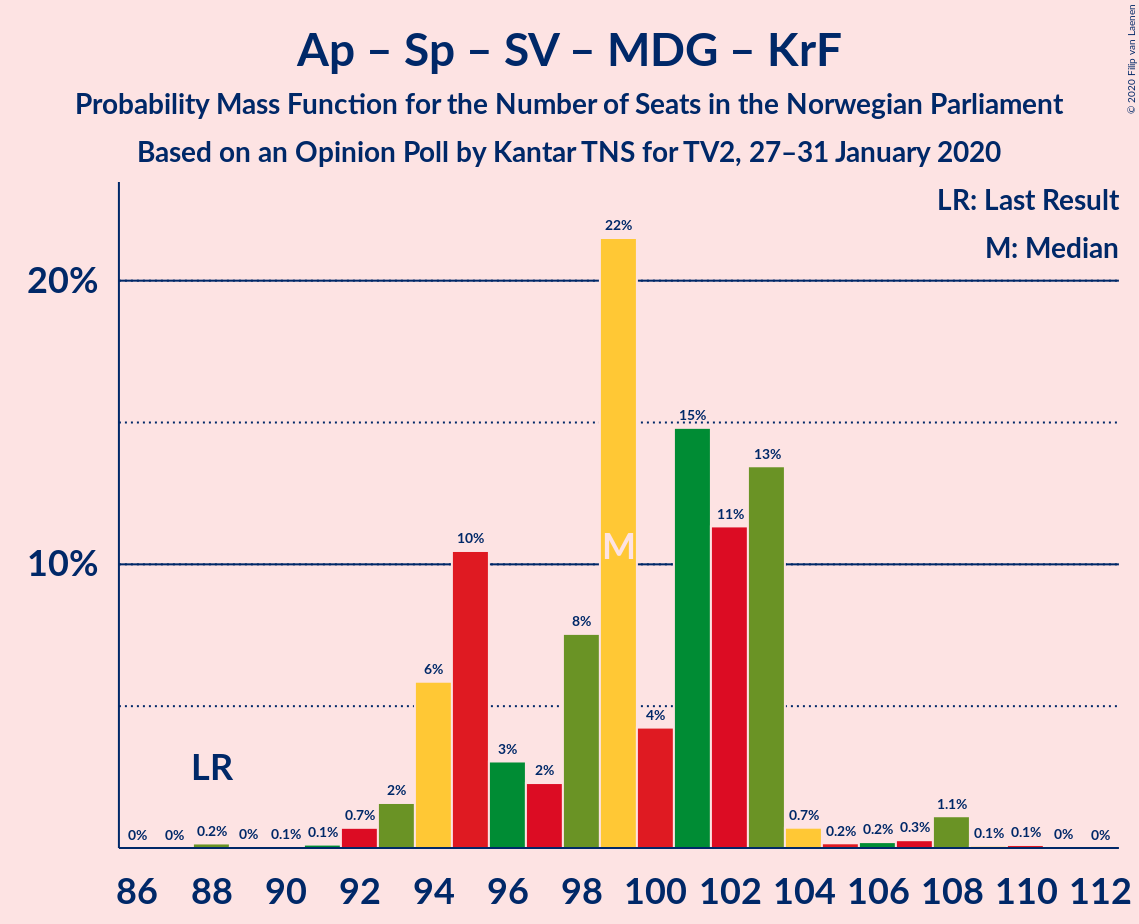 Ap – Sp – SV – MDG – KrF
Probability Mass Function for the Number of Seats in the Norwegian Parliament
Based on an Opinion Poll by Kantar TNS for TV2, 27–31 January 2020
© 2020 Filip van Laenen
LR: Last Result
M: Median
20%
10%
0% 0% 0.2% 0% 0.1% 0.1% 0.7% 2% 6% 10% 3% 2% 8% 22% 4% 15% 11% 13% 0.7% 0.2% 0.2% 0.3% 1.1% 0.1% 0.1% 0% 0%
LR
M
86 88 90 92 94 96 98 100 102 104 106 108 110 112